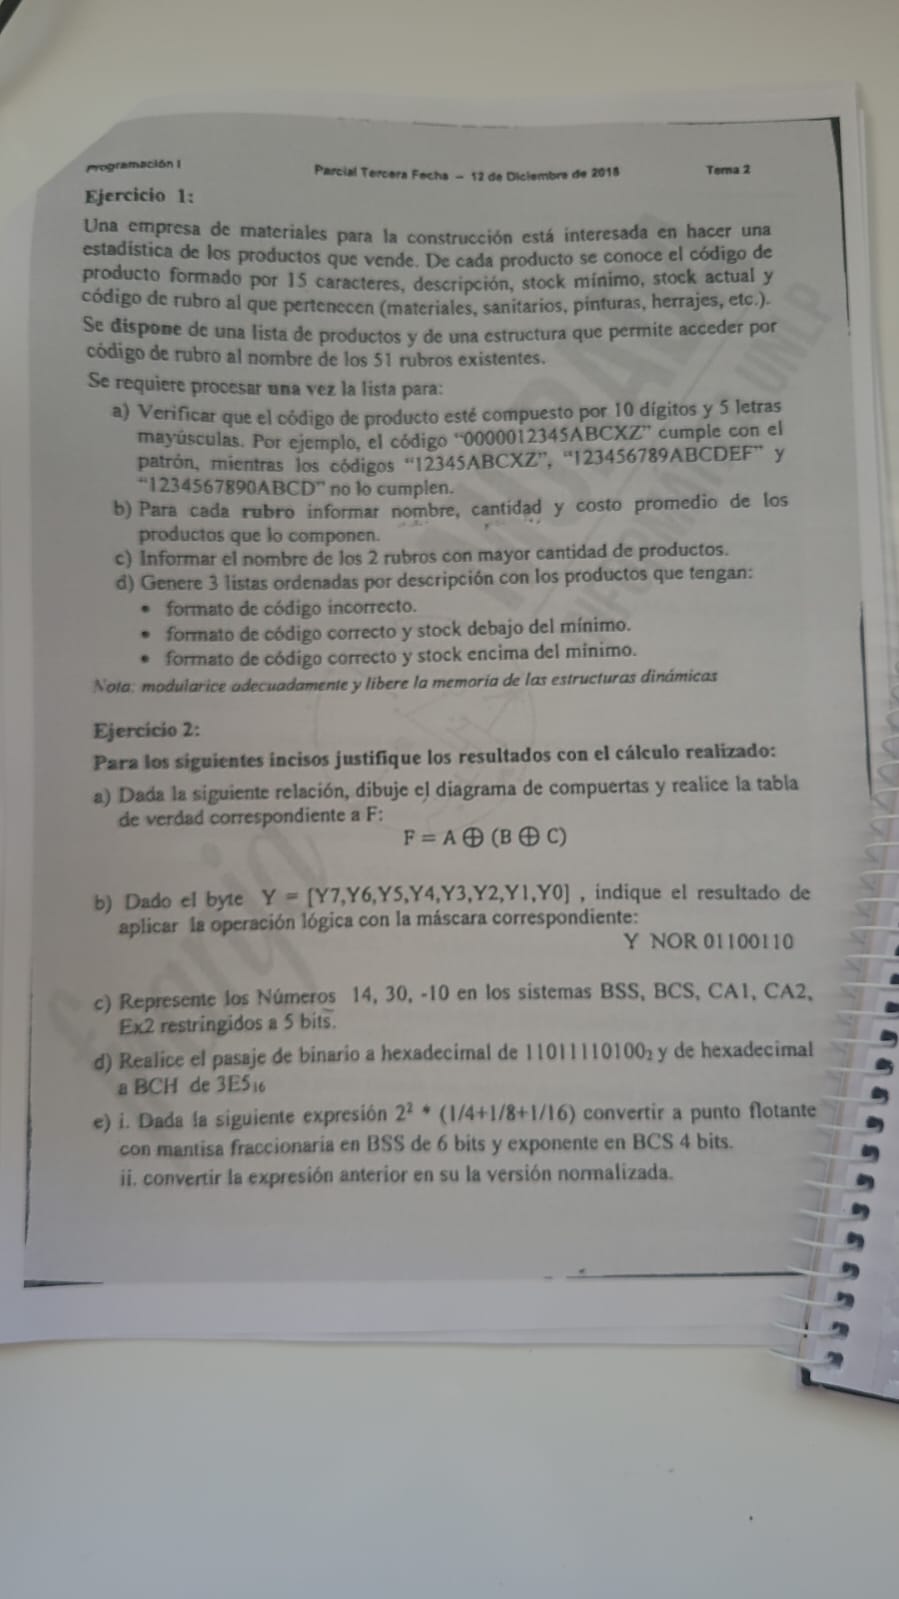 Programación I Parcial Tercera Fecha – 12 de Diciembre de 2018 Tema 2
Ejercicio 1:
Una empresa de materiales para la construcción está interesada en hacer una
estadística de los productos que vende. De cada producto se conoce el código de
producto formado por 15 caracteres, descripción, stock mínimo, stock actual y
código de rubro al que pertenecen (materiales, sanitarios, pinturas, herrajes, etc.).
Se dispone de una lista de productos y de una estructura que permite acceder por
código de rubro al nombre de los 51 rubros existentes.
Se requiere procesar una vez la lista para:
a) Verificar que el código de producto esté compuesto por 10 dígitos y 5 letras
mayúsculas. Por ejemplo, el código “0000012345ABCXZ” cumple con el
patrón, mientras los códigos “12345ABCXZ”, “123456789ABCDEF” y
“1234567890ABCD” no lo cumplen.
b) Para cada rubro informar nombre, cantidad y costo promedio de los
productos que lo componen.
c) Informar el nombre de los 2 rubros con mayor cantidad de productos.
d) Genere 3 listas ordenadas por descripción con los productos que tengan:
• formato de código incorrecto.
• formato de código correcto y stock debajo del mínimo.
• formato de código correcto y stock encima del mínimo.
Nota: modularice adecuadamente y libere la memoria de las estructuras dinámicas
Ejercicio 2:
Para los siguientes incisos justifique los resultados con el cálculo realizado:
a) Dada la siguiente relación, dibuje el diagrama de compuertas y realice la tabla
de verdad correspondiente a F:
F = A ⊕ (B ⊕ C)
b) Dado el byte Y = [Y7,Y6,Y5,Y4,Y3,Y2,Y1,Y0] , indique el resultado de
aplicar la operación lógica con la máscara correspondiente:
Y NOR 01100110
c) Represente los Números 14, 30, -10 en los sistemas BSS, BCS, CA1, CA2,
Ex2 restringidos a 5 bits.
d) Realice el pasaje de binario a hexadecimal de 11011110100₂ y de hexadecimal
a BCH de 3E5₁₆
e) i. Dada la siguiente expresión 2² * (1/4+1/8+1/16) convertir a punto flotante
con mantisa fraccionaria en BSS de 6 bits y exponente en BCS 4 bits.
ii. convertir la expresión anterior en su la versión normalizada.